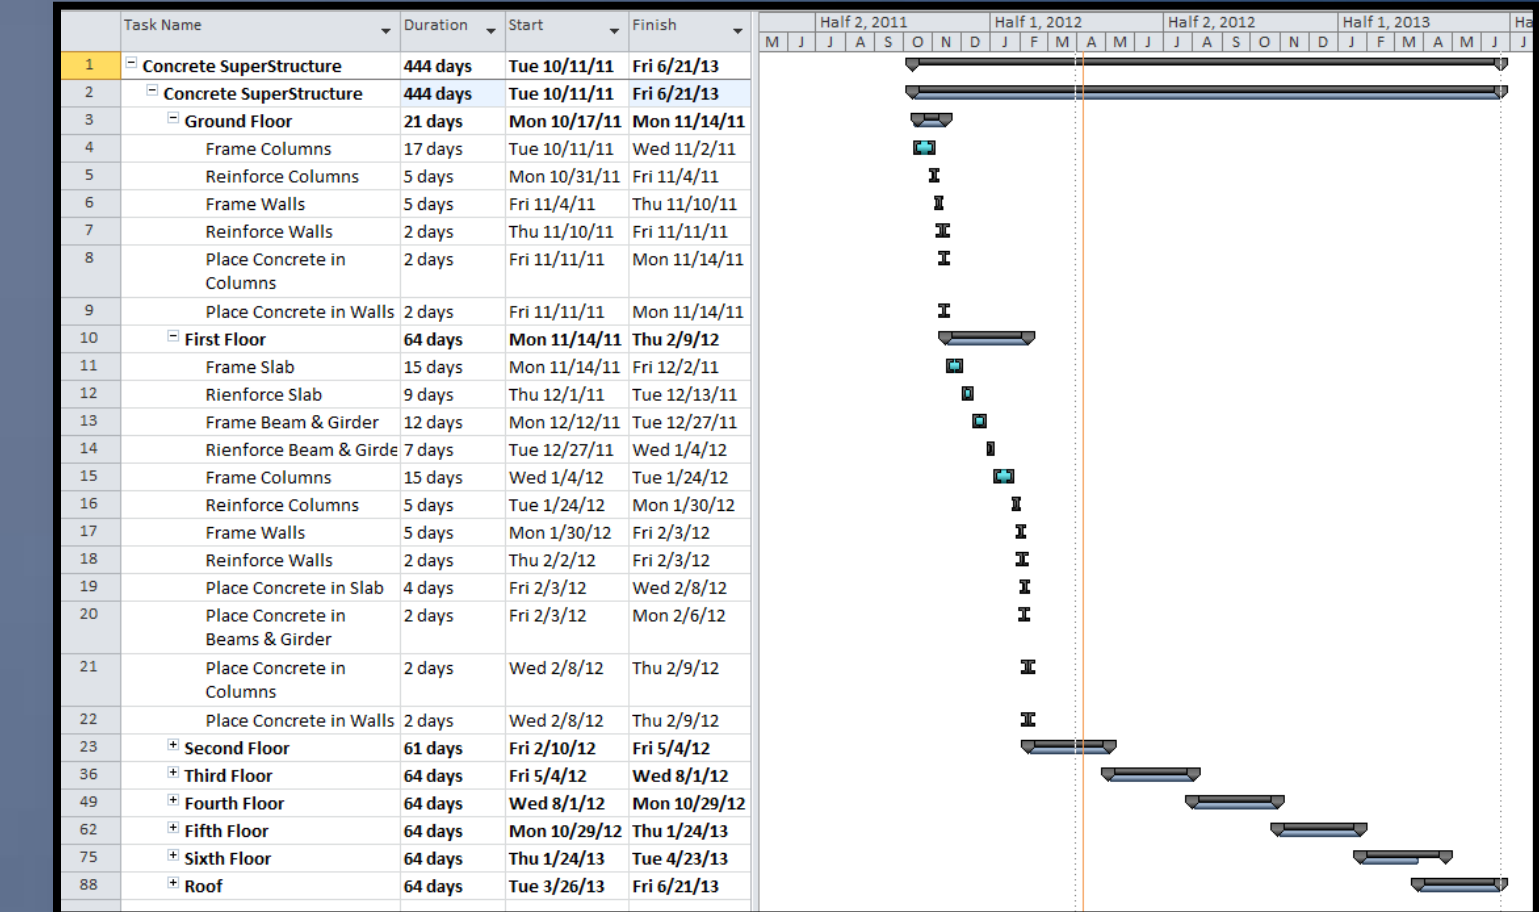 Task Name Duration Start Finish
Half 2, 2011 Half 1, 2012 Half 2, 2012 Half 1, 2013 Ha
M J J A S O N D J F M A M J J A S O N D J F M A M J J
1 Concrete SuperStructure 444 days Tue 10/11/11 Fri 6/21/13
2 Concrete SuperStructure 444 days Tue 10/11/11 Fri 6/21/13
3 Ground Floor 21 days Mon 10/17/11 Mon 11/14/11
4 Frame Columns 17 days Tue 10/11/11 Wed 11/2/11
5 Reinforce Columns 5 days Mon 10/31/11 Fri 11/4/11
6 Frame Walls 5 days Fri 11/4/11 Thu 11/10/11
7 Reinforce Walls 2 days Thu 11/10/11 Fri 11/11/11
8 Place Concrete in 2 days Fri 11/11/11 Mon 11/14/11
Columns
9 Place Concrete in Walls 2 days Fri 11/11/11 Mon 11/14/11
10 First Floor 64 days Mon 11/14/11 Thu 2/9/12
11 Frame Slab 15 days Mon 11/14/11 Fri 12/2/11
12 Rienforce Slab 9 days Thu 12/1/11 Tue 12/13/11
13 Frame Beam & Girder 12 days Mon 12/12/11 Tue 12/27/11
14 Rienforce Beam & Girde 7 days Tue 12/27/11 Wed 1/4/12
15 Frame Columns 15 days Wed 1/4/12 Tue 1/24/12
16 Reinforce Columns 5 days Tue 1/24/12 Mon 1/30/12
17 Frame Walls 5 days Mon 1/30/12 Fri 2/3/12
18 Reinforce Walls 2 days Thu 2/2/12 Fri 2/3/12
19 Place Concrete in Slab 4 days Fri 2/3/12 Wed 2/8/12
20 Place Concrete in 2 days Fri 2/3/12 Mon 2/6/12
Beams & Girder
21 Place Concrete in 2 days Wed 2/8/12 Thu 2/9/12
Columns
22 Place Concrete in Walls 2 days Wed 2/8/12 Thu 2/9/12
23 Second Floor 61 days Fri 2/10/12 Fri 5/4/12
36 Third Floor 64 days Fri 5/4/12 Wed 8/1/12
49 Fourth Floor 64 days Wed 8/1/12 Mon 10/29/12
62 Fifth Floor 64 days Mon 10/29/12 Thu 1/24/13
75 Sixth Floor 64 days Thu 1/24/13 Tue 4/23/13
88 Roof 64 days Tue 3/26/13 Fri 6/21/13